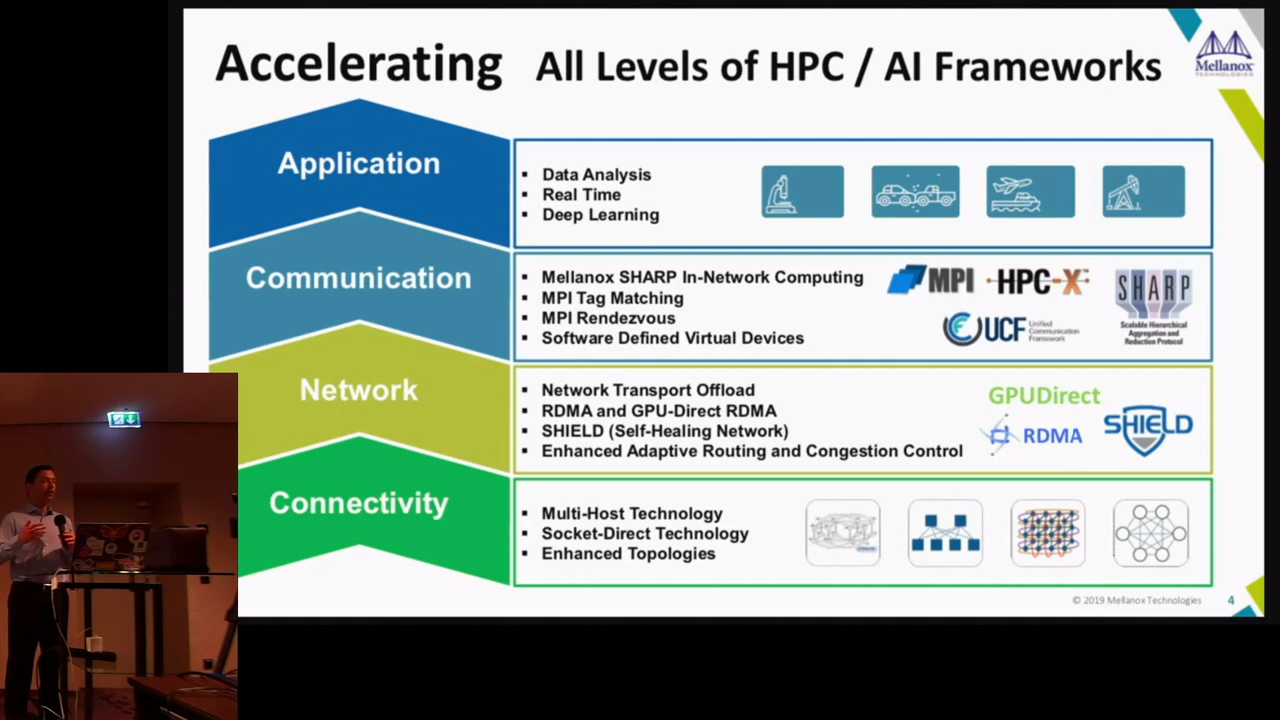 Accelerating All Levels of HPC / AI Frameworks
Mellanox
TECHNOLOGIES
Application
▪ Data Analysis
▪ Real Time
▪ Deep Learning
Communication
▪ Mellanox SHARP In-Network Computing
▪ MPI Tag Matching
▪ MPI Rendezvous
▪ Software Defined Virtual Devices
MPI
HPC-X™
UCF Unified
Communication
Framework
SHARP
Scalable Hierarchical
Aggregation and
Reduction Protocol
Network
▪ Network Transport Offload
▪ RDMA and GPU-Direct RDMA
▪ SHIELD (Self-Healing Network)
▪ Enhanced Adaptive Routing and Congestion Control
GPUDirect
RDMA
SHIELD
Connectivity
▪ Multi-Host Technology
▪ Socket-Direct Technology
▪ Enhanced Topologies
© 2019 Mellanox Technologies 4